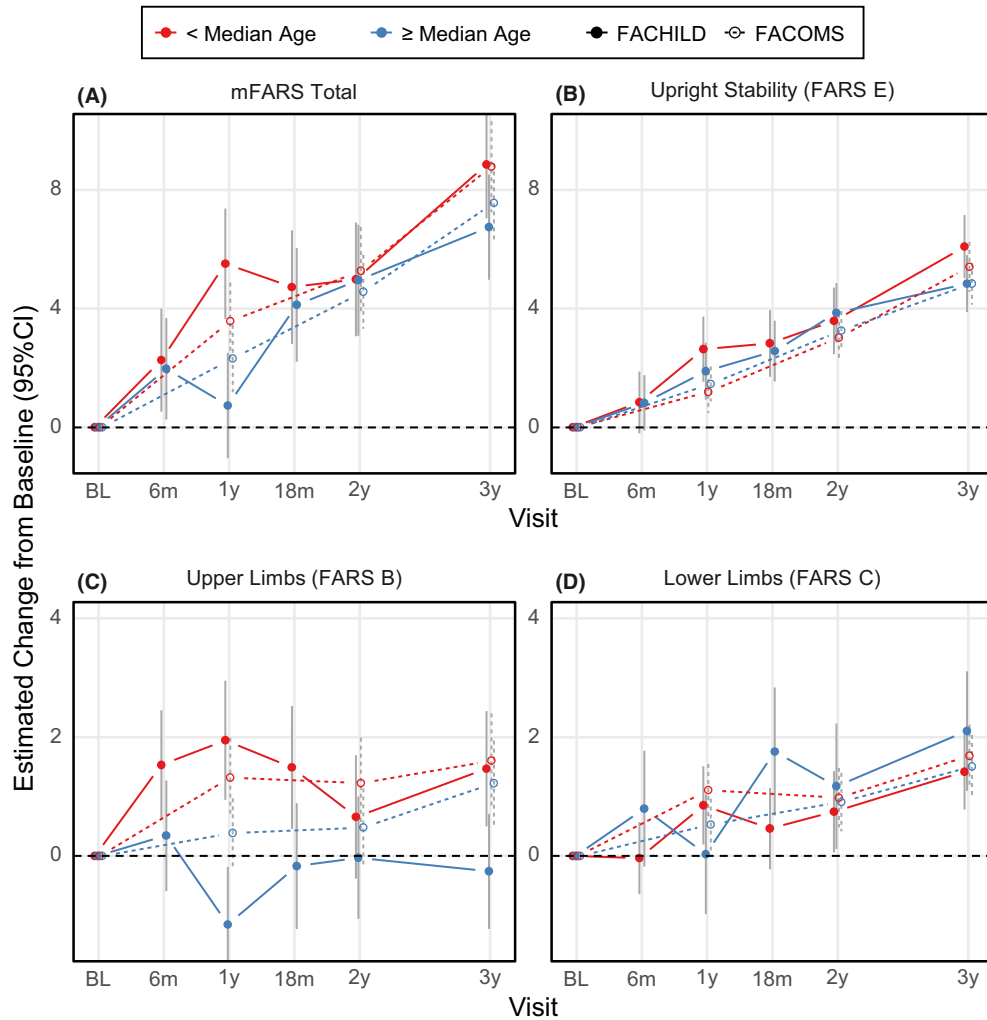 < Median Age ≥ Median Age FACHILD FACOMS
(A) mFARS Total
(B) Upright Stability (FARS E)
Estimated Change from Baseline (95%CI)
8
4
0
BL 6m 1y 18m 2y 3y
Visit
8
4
0
BL 6m 1y 18m 2y 3y
Visit
(C) Upper Limbs (FARS B)
(D) Lower Limbs (FARS C)
4
2
0
BL 6m 1y 18m 2y 3y
Visit
4
2
0
BL 6m 1y 18m 2y 3y
Visit